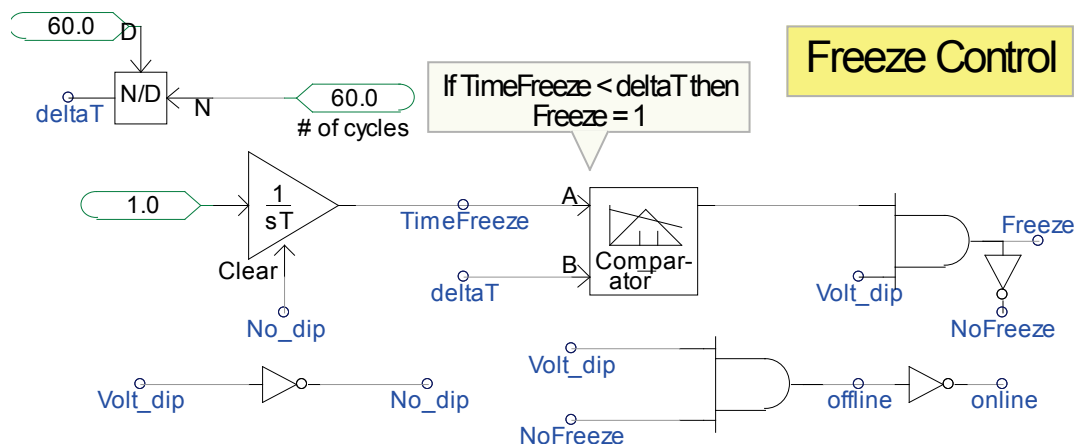 60.0
D
Freeze Control
N/D
N
60.0
deltaT
# of cycles
If TimeFreeze < deltaT then
Freeze = 1
1.0
1
sT
Clear
No_dip
TimeFreeze
A
B
Compar-
ator
deltaT
Volt_dip
Freeze
NoFreeze
Volt_dip
No_dip
Volt_dip
NoFreeze
offline
online